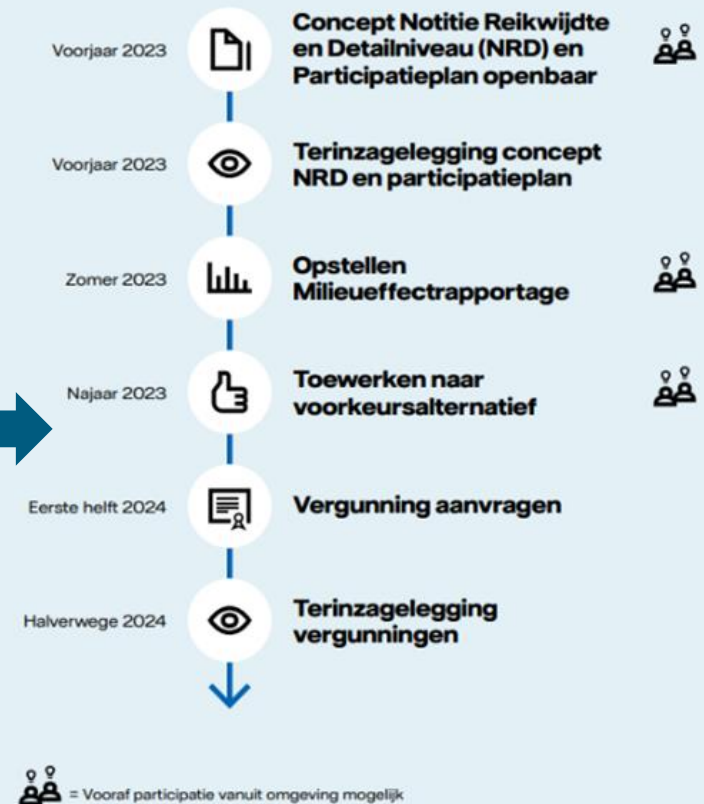 Voorjaar 2023
Concept Notitie Reikwijdte
en Detailniveau (NRD) en
Participatieplan openbaar
Voorjaar 2023
Terinzagelegging concept
NRD en participatieplan
Zomer 2023
Opstellen
Milieueffectrapportage
Najaar 2023
Toewerken naar
voorkeursalternatief
Eerste helft 2024
Vergunning aanvragen
Halverwege 2024
Terinzagelegging
vergunningen
= Vooraf participatie vanuit omgeving mogelijk